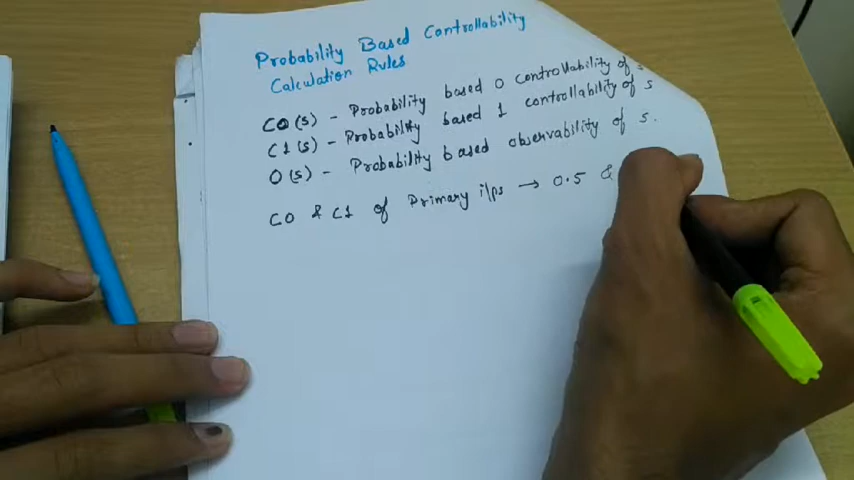 Probability Based Controllability
Calculation Rules
C0(s) - Probability based 0 controllability of s
C1(s) - Probability based 1 controllability of s
O(s) - Probability based observability of s.
C0 & C1 of Primary i/ps → 0.5 &